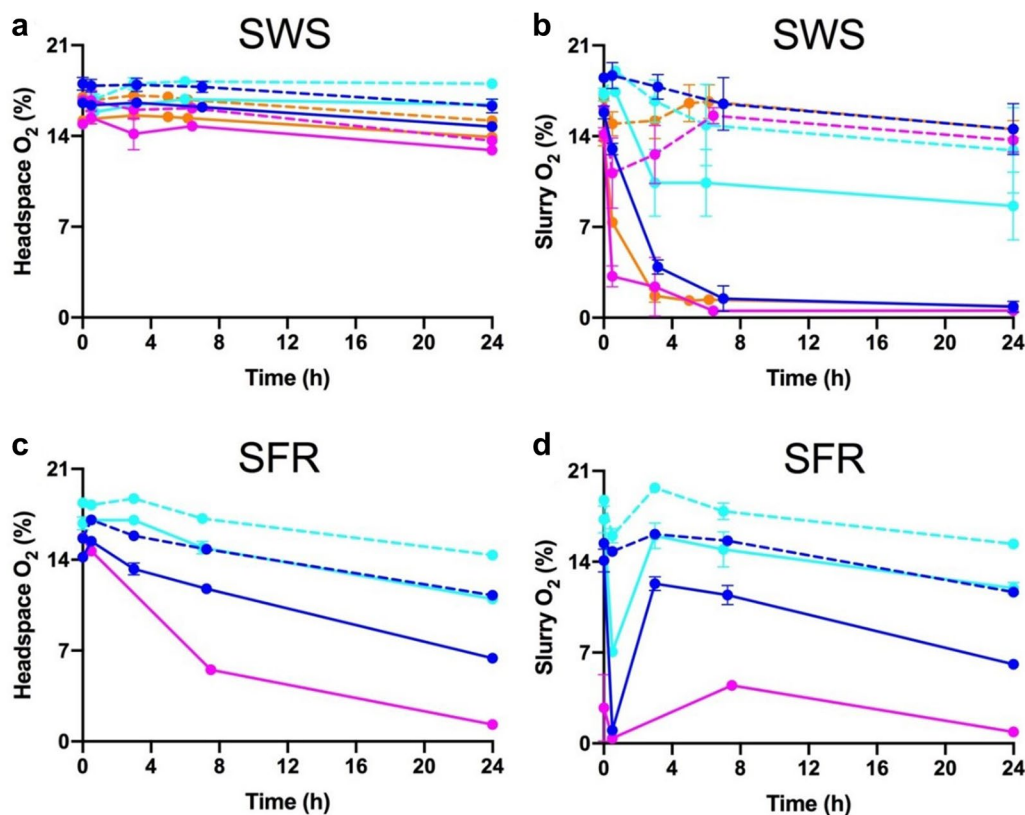 a
SWS
Headspace O₂ (%)
21
14
7
0
0 4 8 12 16 20 24
Time (h)
b
SWS
Slurry O₂ (%)
21
14
7
0
0 4 8 12 16 20 24
Time (h)
c
SFR
Headspace O₂ (%)
21
14
7
0
0 4 8 12 16 20 24
Time (h)
d
SFR
Slurry O₂ (%)
21
14
7
0
0 4 8 12 16 20 24
Time (h)